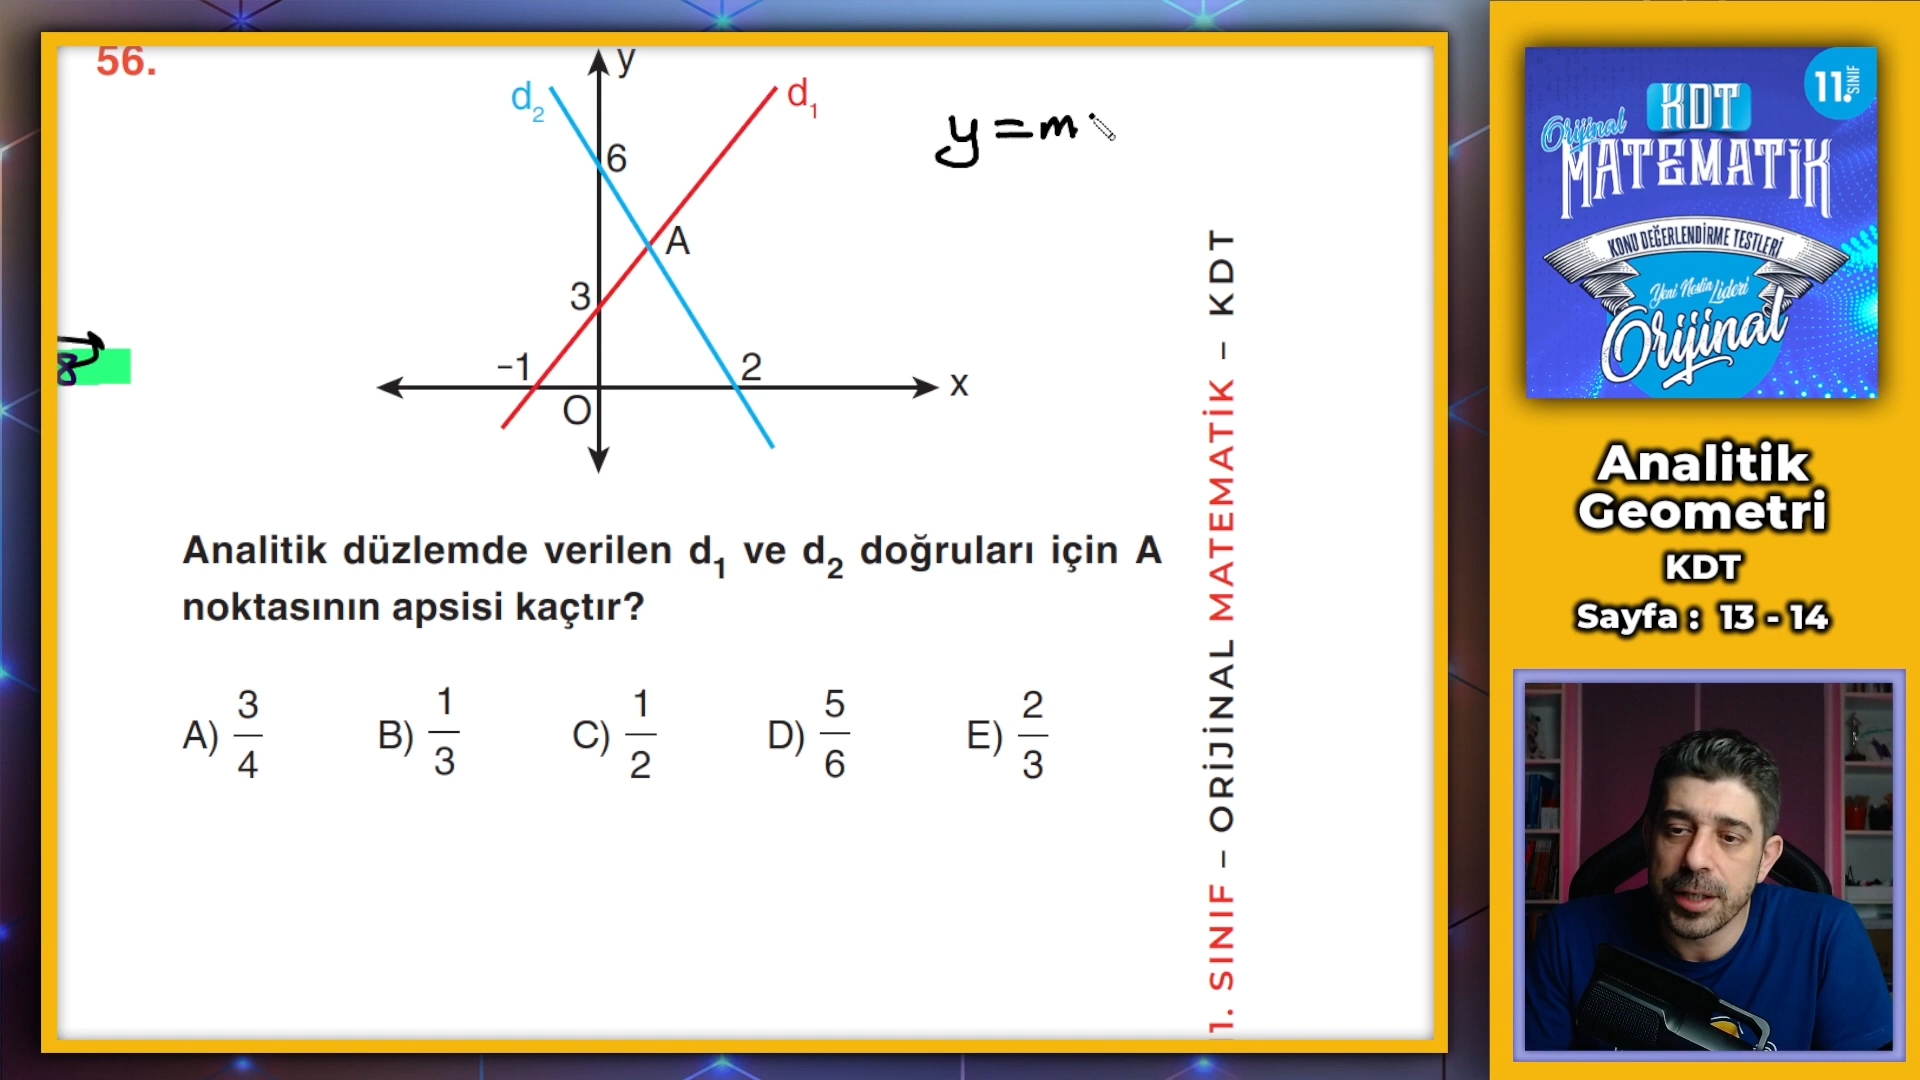 56.
y
d2
d1
y = m
6
A
3
8
-1
2
x
O
Analitik düzlemde verilen d1 ve d2 doğruları için A
noktasının apsisi kaçtır?
A) 3/4 B) 1/3 C) 1/2 D) 5/6 E) 2/3
1. SINIF – ORİJİNAL MATEMATİK – KDT
11. SINIF
Orijinal KDT
MATEMATİK
KONU DEĞERLENDİRME TESTLERİ
Yeni Neslin Lideri
Orijinal
Analitik
Geometri
KDT
Sayfa : 13 - 14